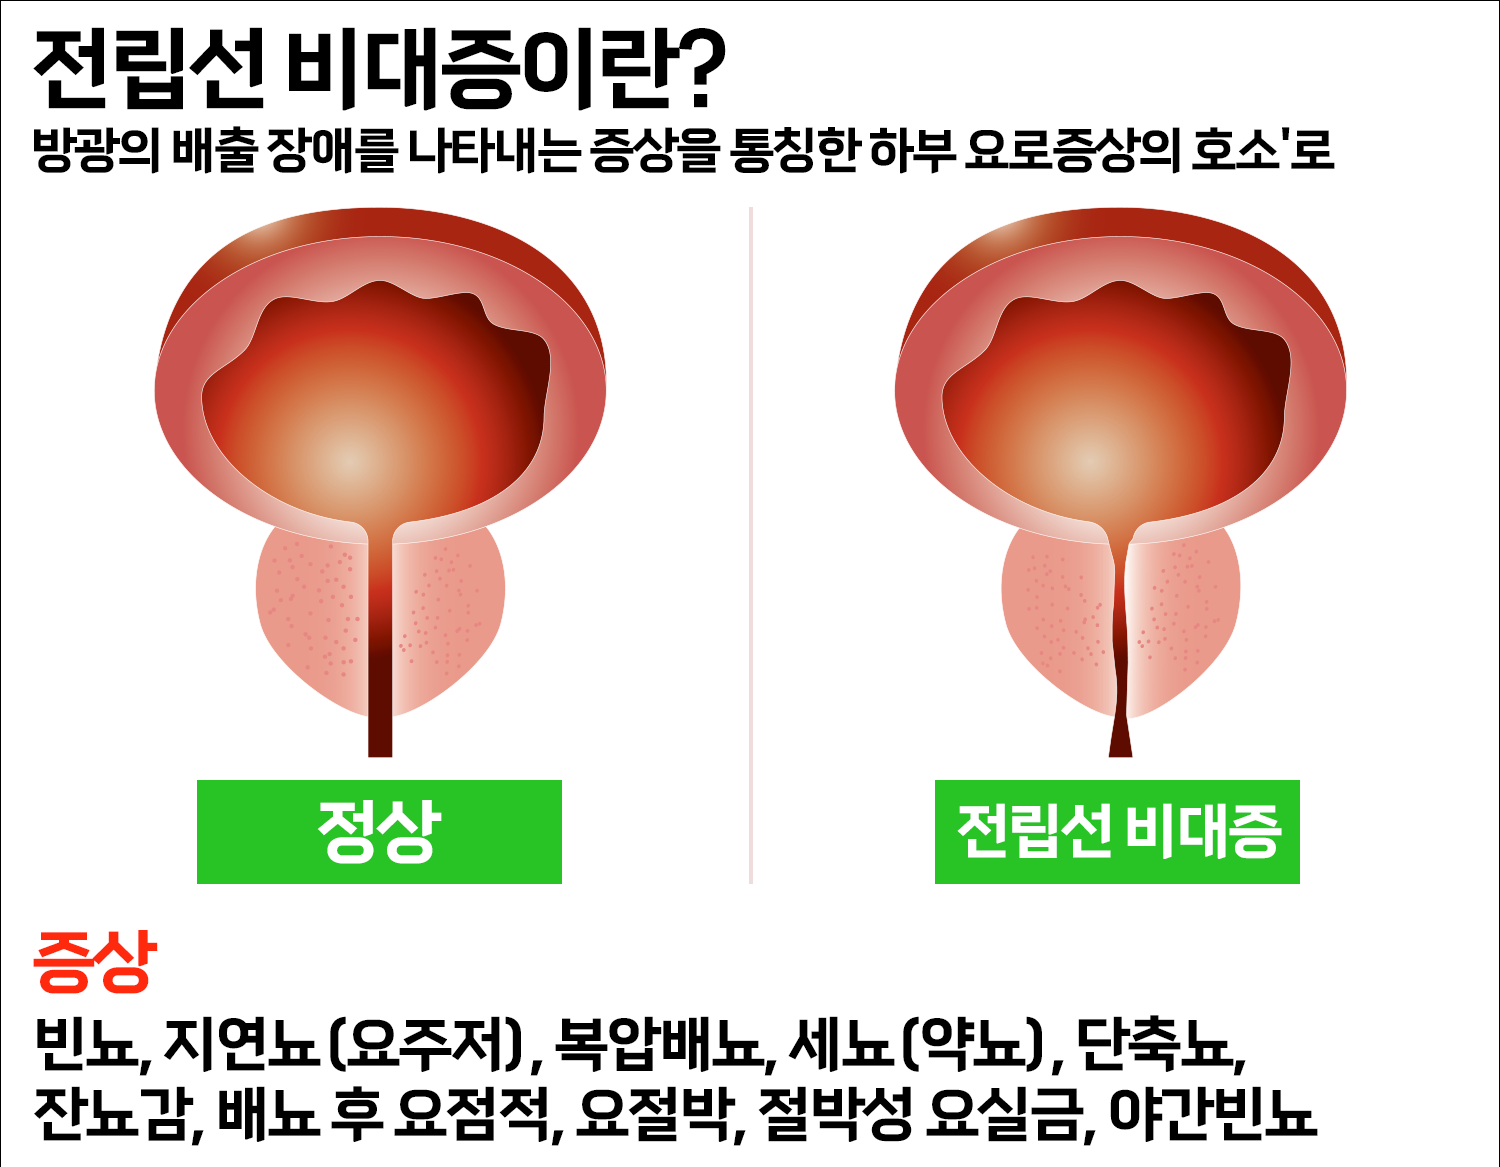 전립선 비대증이란?
방광의 배출 장애를 나타내는 증상을 통칭한 하부 요로증상의 호소'로
정상
전립선 비대증
증상
빈뇨, 지연뇨(요주저), 복압배뇨, 세뇨(약뇨), 단축뇨,
잔뇨감, 배뇨 후 요점적, 요절박, 절박성 요실금, 야간빈뇨